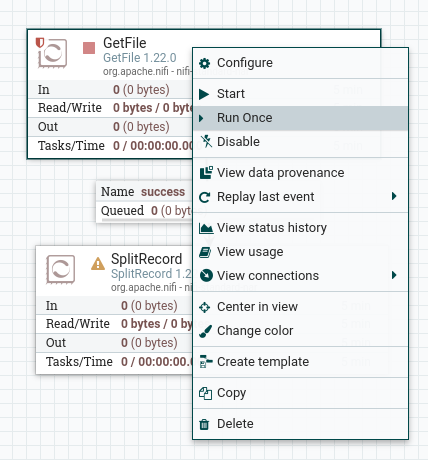 GetFile
GetFile 1.22.0
org.apache.nifi - nifi-
In 0 (0 bytes)
Read/Write 0 bytes / 0 byte
Out 0 (0 bytes)
Tasks/Time 0 / 00:00:00.00
Name success
Queued 0 (0 byt
SplitRecord
SplitRecord 1.2
org.apache.nifi - nif
In 0 (0 bytes)
Read/Write 0 bytes / 0 by
Out 0 (0 bytes)
Tasks/Time 0 / 00:00:00.0
Configure
Start
Run Once
Disable
View data provenance
Replay last event
View status history
View usage
View connections
Center in view
Change color
Create template
Copy
Delete